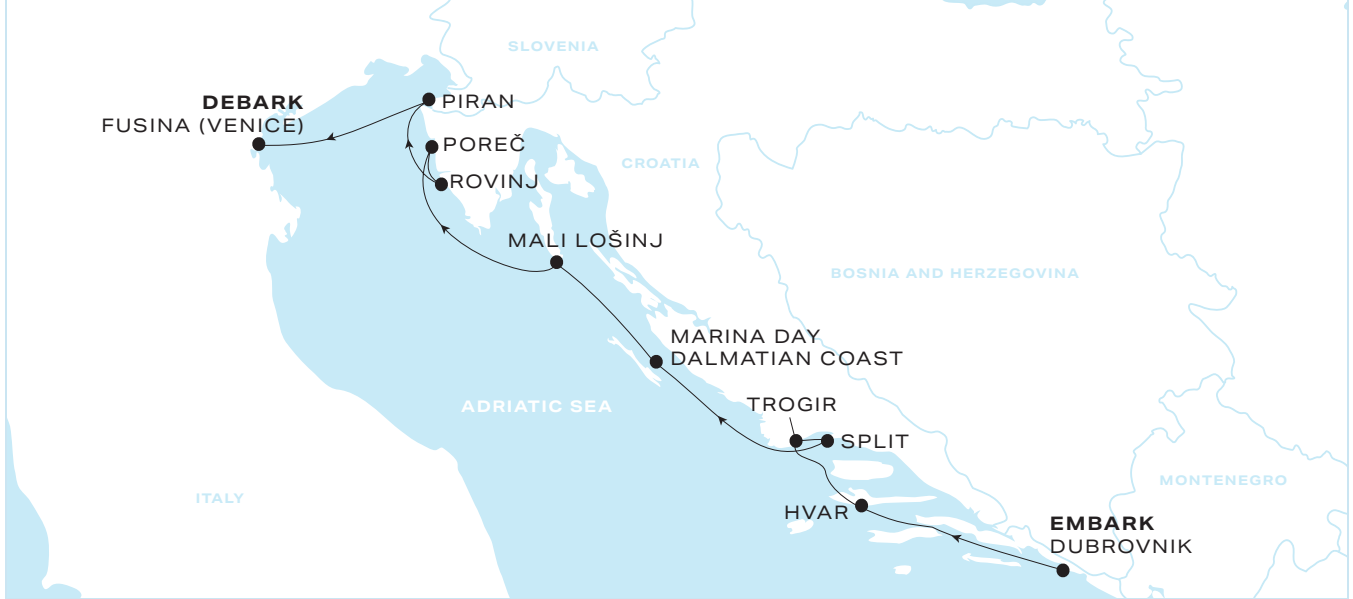 SLOVENIA
DEBARK
FUSINA (VENICE)
PIRAN
POREČ
CROATIA
ROVINJ
MALI LOŠINJ
BOSNIA AND HERZEGOVINA
MARINA DAY
DALMATIAN COAST
ADRIATIC SEA
TROGIR
SPLIT
MONTENEGRO
ITALY
HVAR
EMBARK
DUBROVNIK